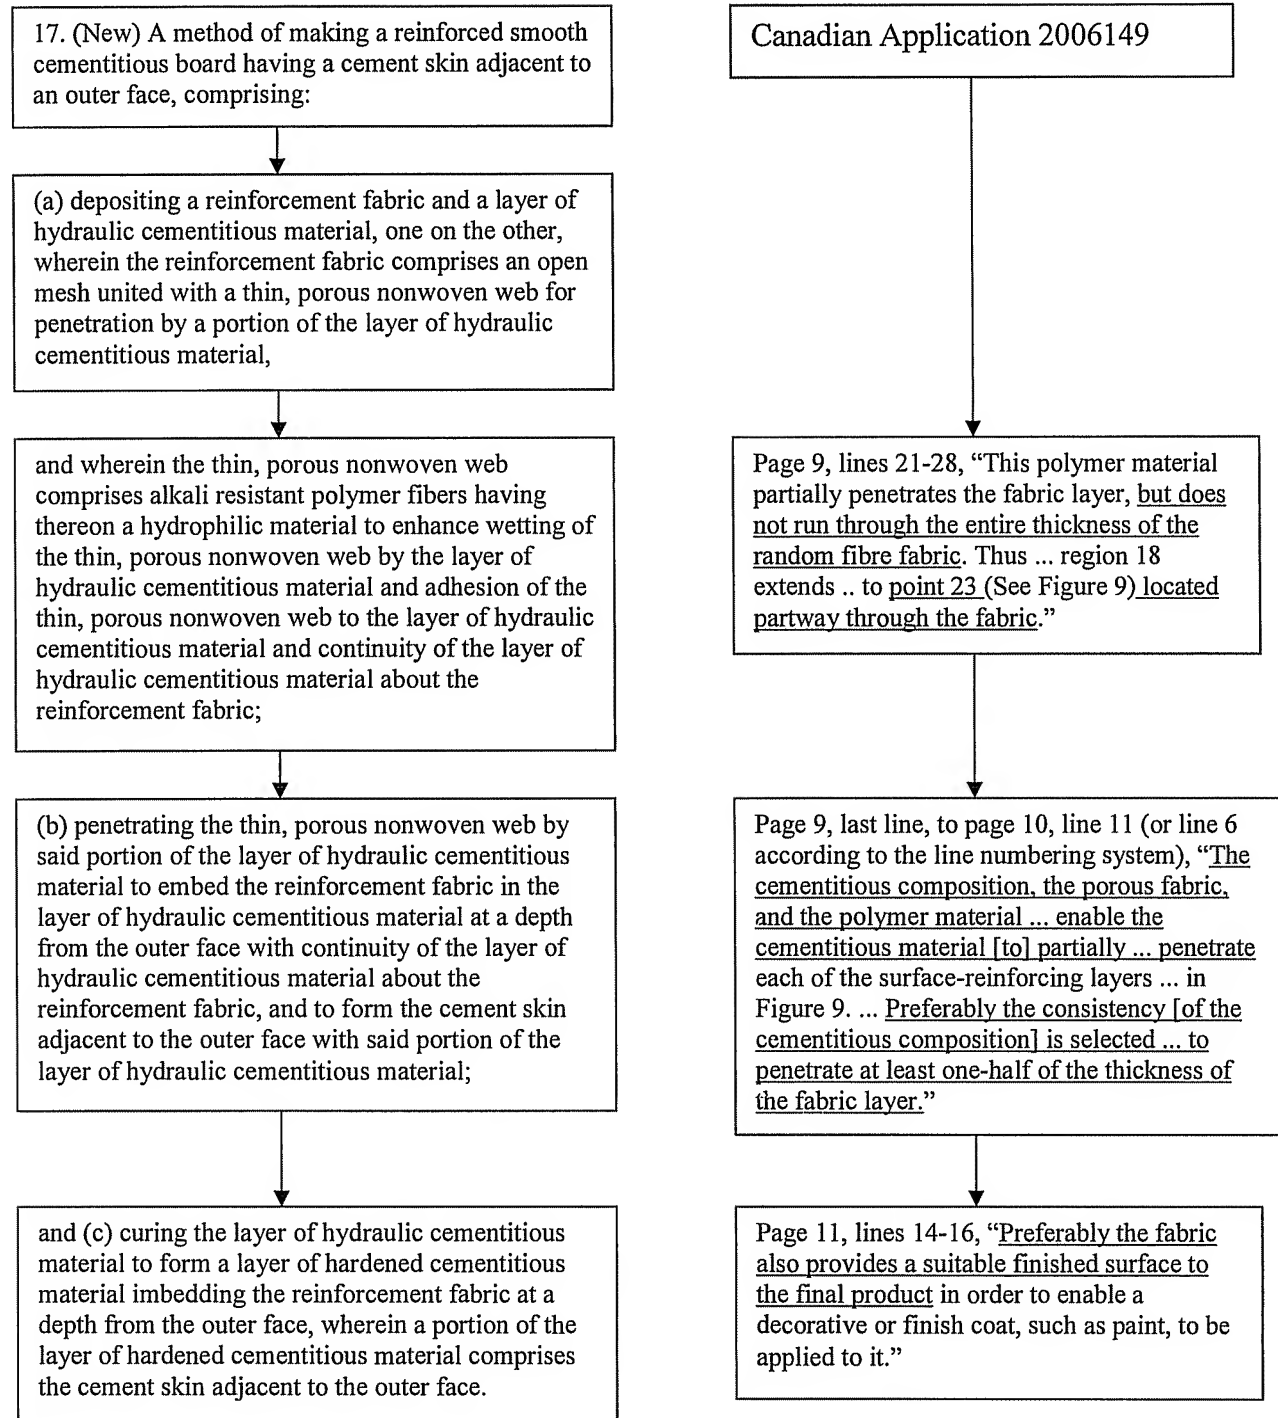 17. (New) A method of making a reinforced smooth
cementitious board having a cement skin adjacent to
an outer face, comprising:
(a) depositing a reinforcement fabric and a layer of
hydraulic cementitious material, one on the other,
wherein the reinforcement fabric comprises an open
mesh united with a thin, porous nonwoven web for
penetration by a portion of the layer of hydraulic
cementitious material,
and wherein the thin, porous nonwoven web
comprises alkali resistant polymer fibers having
thereon a hydrophilic material to enhance wetting of
the thin, porous nonwoven web by the layer of
hydraulic cementitious material and adhesion of the
thin, porous nonwoven web to the layer of hydraulic
cementitious material and continuity of the layer of
hydraulic cementitious material about the
reinforcement fabric;
(b) penetrating the thin, porous nonwoven web by
said portion of the layer of hydraulic cementitious
material to embed the reinforcement fabric in the
layer of hydraulic cementitious material at a depth
from the outer face with continuity of the layer of
hydraulic cementitious material about the
reinforcement fabric, and to form the cement skin
adjacent to the outer face with said portion of the
layer of hydraulic cementitious material;
and (c) curing the layer of hydraulic cementitious
material to form a layer of hardened cementitious
material imbedding the reinforcement fabric at a
depth from the outer face, wherein a portion of the
layer of hardened cementitious material comprises
the cement skin adjacent to the outer face.
Canadian Application 2006149
Page 9, lines 21-28, “This polymer material
partially penetrates the fabric layer, but does
not run through the entire thickness of the
random fibre fabric. Thus ... region 18
extends .. to point 23 (See Figure 9) located
partway through the fabric.”
Page 9, last line, to page 10, line 11 (or line 6
according to the line numbering system), “The
cementitious composition, the porous fabric,
and the polymer material ... enable the
cementitious material [to] partially ... penetrate
each of the surface-reinforcing layers ... in
Figure 9. ... Preferably the consistency [of the
cementitious composition] is selected ... to
penetrate at least one-half of the thickness of
the fabric layer.”
Page 11, lines 14-16, “Preferably the fabric
also provides a suitable finished surface to
the final product in order to enable a
decorative or finish coat, such as paint, to be
applied to it.”